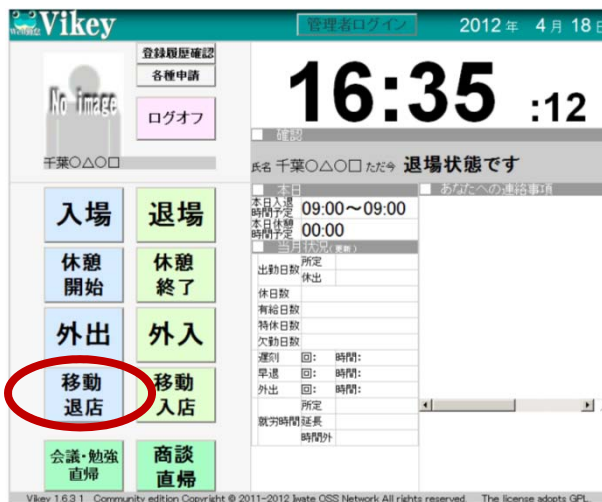 Vikey
管理者ログイン
2012 年 4 月 18 日
登録履歴確認
各種申請
No image
ログオフ
千葉○△○□
16:35 :12
確認
氏名 千葉○△○□ ただ今 退場状態です
入場
退場
休憩
開始
休憩
終了
外出
外入
移動
退店
移動
入店
会議・勉強
直帰
商談
直帰
本日
本日入退
時間予定
09:00～09:00
本日休憩
時間予定
00:00
当月状況(更新)
出勤日数
所定
休出
休日数
有給日数
特休日数
欠勤日数
遅刻 回: 時間:
早退 回: 時間:
外出 回: 時間:
就労時間
所定
延長
時間外
あなたへの連絡事項
Vikey 1.6.3.1 Community edition Copyright © 2011-2012 Iwate OSS Network All rights reserved. The license adopts GPL.